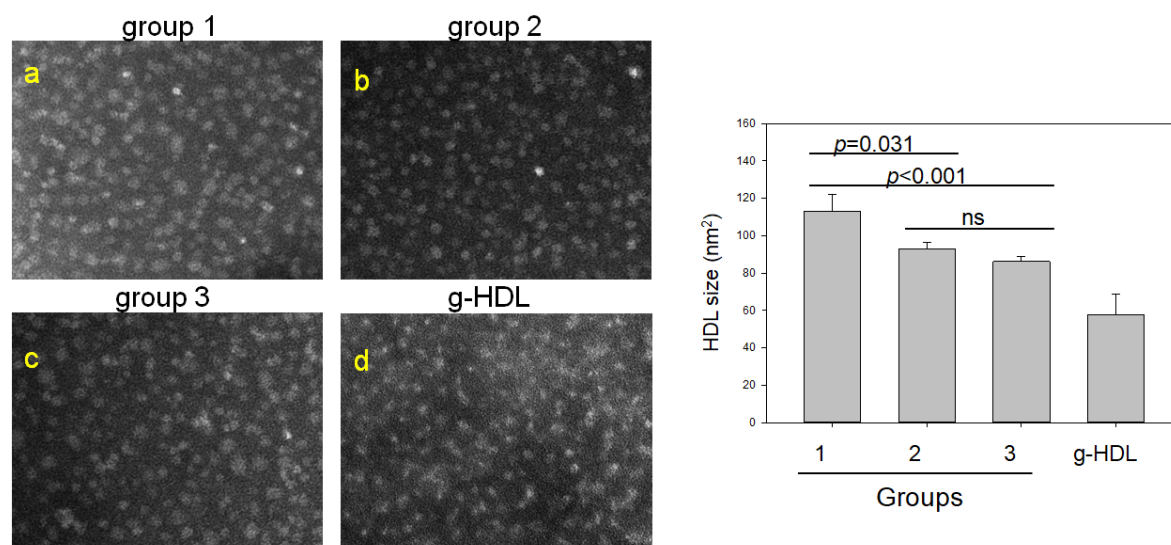 group 1
group 2
a
b
group 3
g-HDL
c
d
HDL size (nm²)
160
140
120
100
80
60
40
20
0
p=0.031
p<0.001
ns
1 2 3 g-HDL
Groups